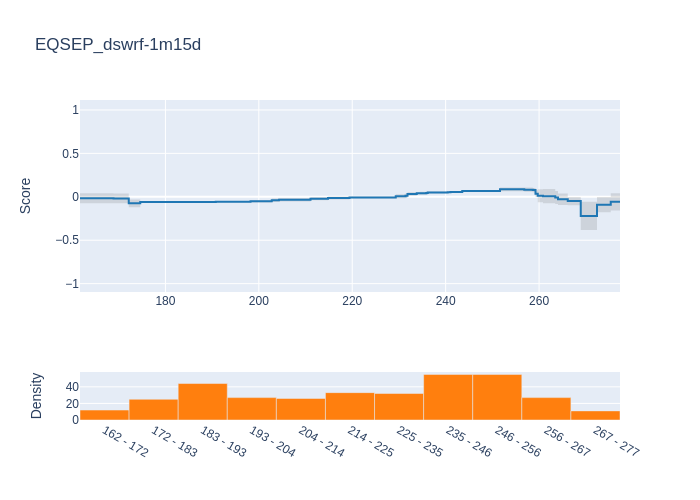 EQSEP_dswrf-1m15d
Score
1
0.5
0
−0.5
−1
180
200
220
240
260
Density
40
20
0
162 - 172
172 - 183
183 - 193
193 - 204
204 - 214
214 - 225
225 - 235
235 - 246
246 - 256
256 - 267
267 - 277